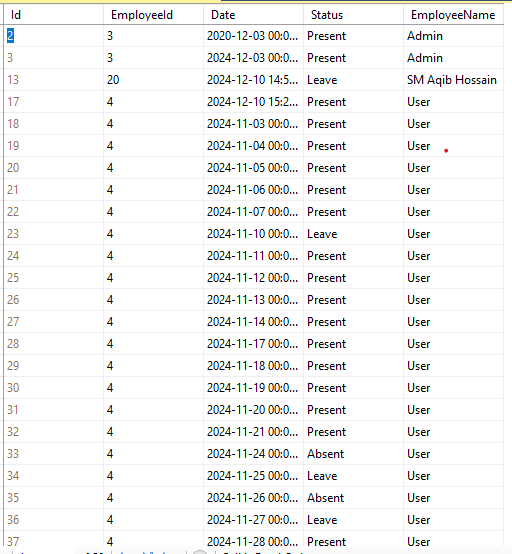 Id EmployeeId Date Status EmployeeName
2 3 2020-12-03 00:0... Present Admin
3 3 2024-12-03 00:0... Present Admin
13 20 2024-12-10 14:5... Leave SM Aqib Hossain
17 4 2024-12-10 15:2... Present User
18 4 2024-11-03 00:0... Present User
19 4 2024-11-04 00:0... Present User
20 4 2024-11-05 00:0... Present User
21 4 2024-11-06 00:0... Present User
22 4 2024-11-07 00:0... Present User
23 4 2024-11-10 00:0... Leave User
24 4 2024-11-11 00:0... Present User
25 4 2024-11-12 00:0... Present User
26 4 2024-11-13 00:0... Present User
27 4 2024-11-14 00:0... Present User
28 4 2024-11-17 00:0... Present User
29 4 2024-11-18 00:0... Present User
30 4 2024-11-19 00:0... Present User
31 4 2024-11-20 00:0... Present User
32 4 2024-11-21 00:0... Present User
33 4 2024-11-24 00:0... Absent User
34 4 2024-11-25 00:0... Leave User
35 4 2024-11-26 00:0... Absent User
36 4 2024-11-27 00:0... Leave User
37 4 2024-11-28 00:0... Present User